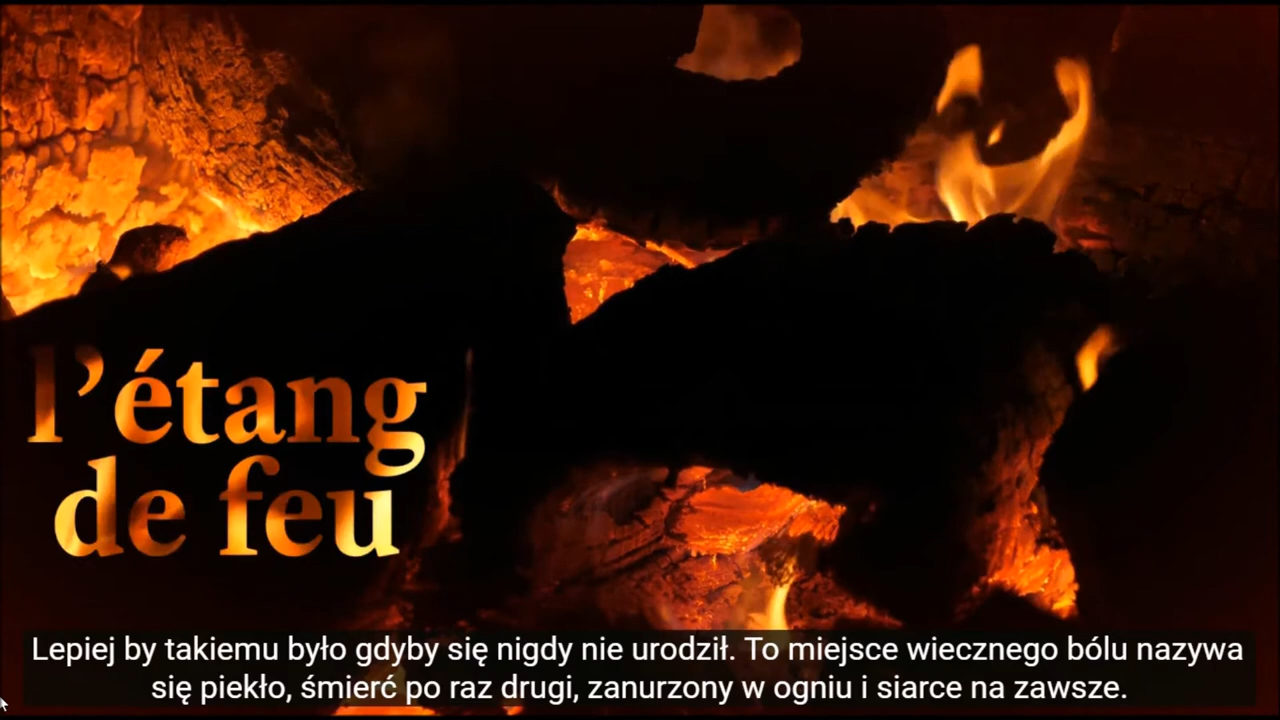 l’étang
de feu
Lepiej by takiemu było gdyby się nigdy nie urodził. To miejsce wiecznego bólu nazywa
się piekło, śmierć po raz drugi, zanurzony w ogniu i siarce na zawsze.